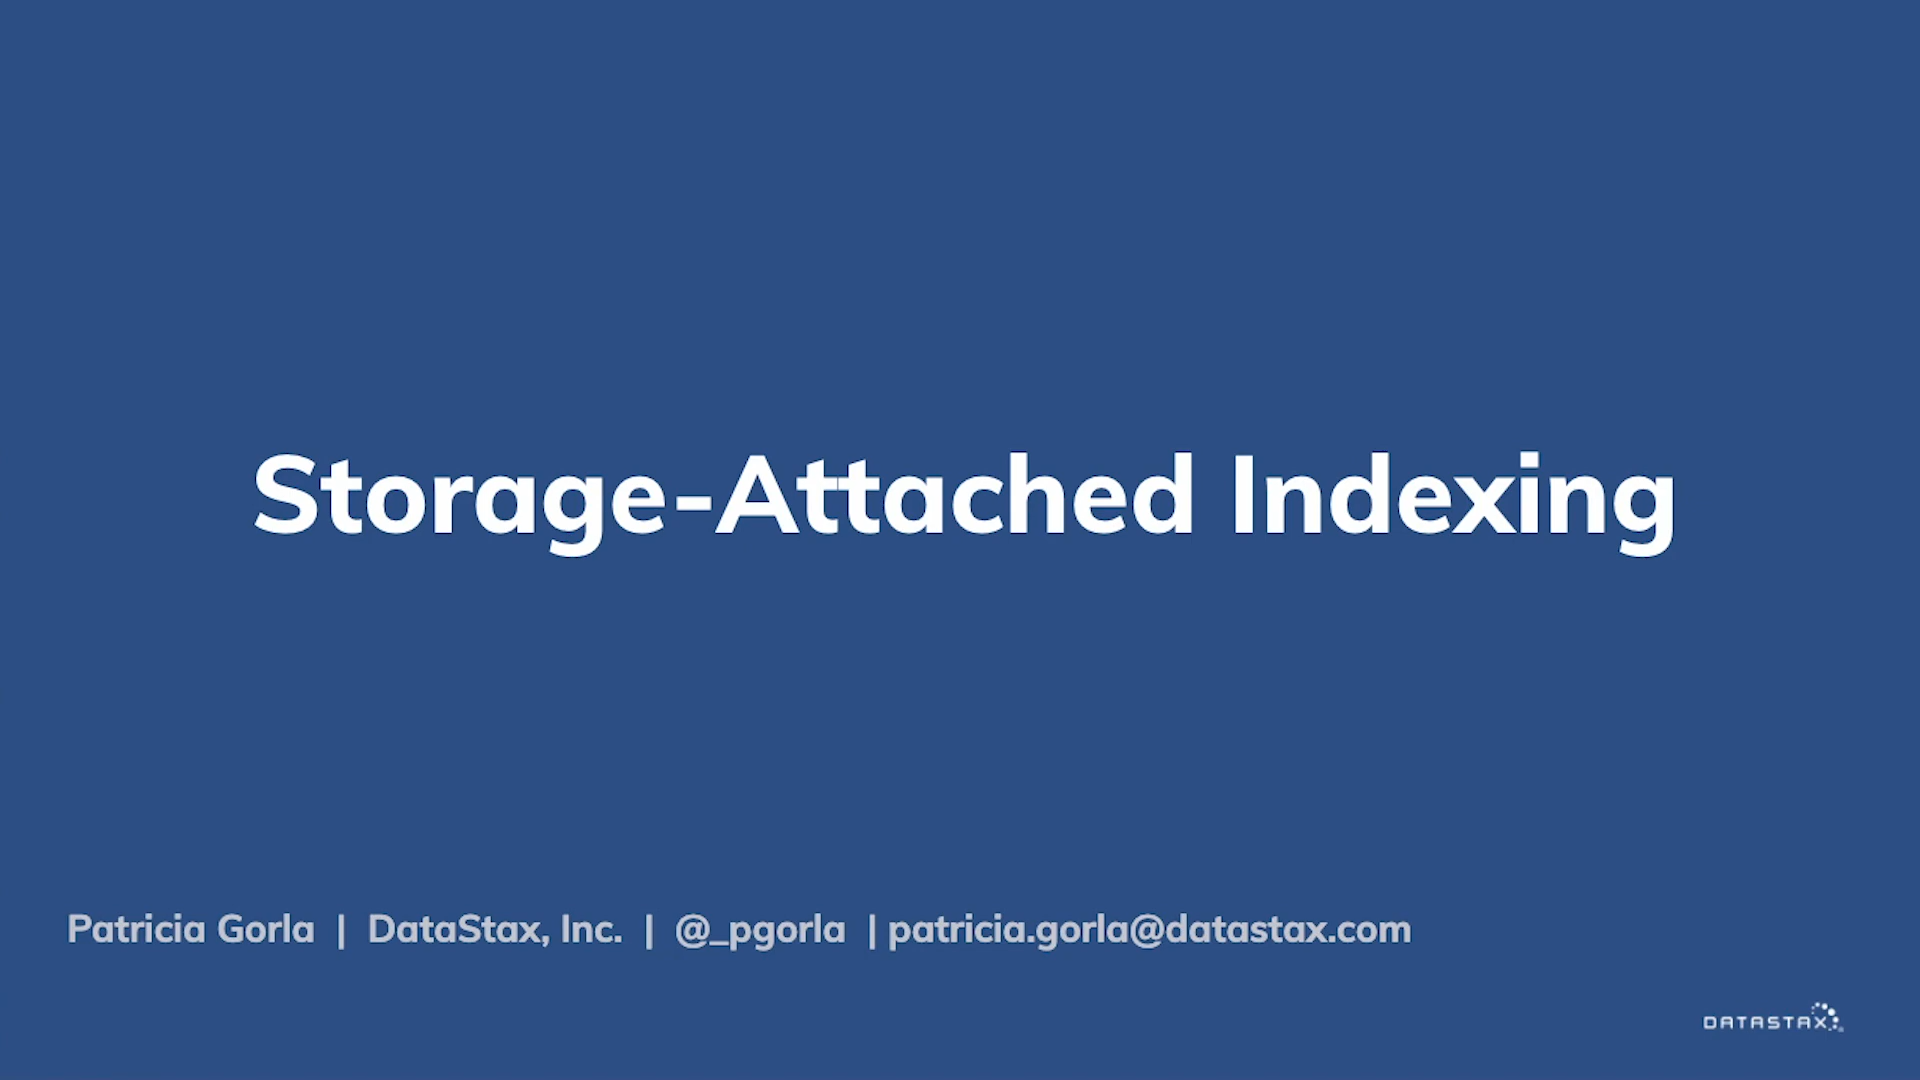 Storage-Attached Indexing
Patricia Gorla | DataStax, Inc. | @_pgorla | patricia.gorla@datastax.com
DATASTAX